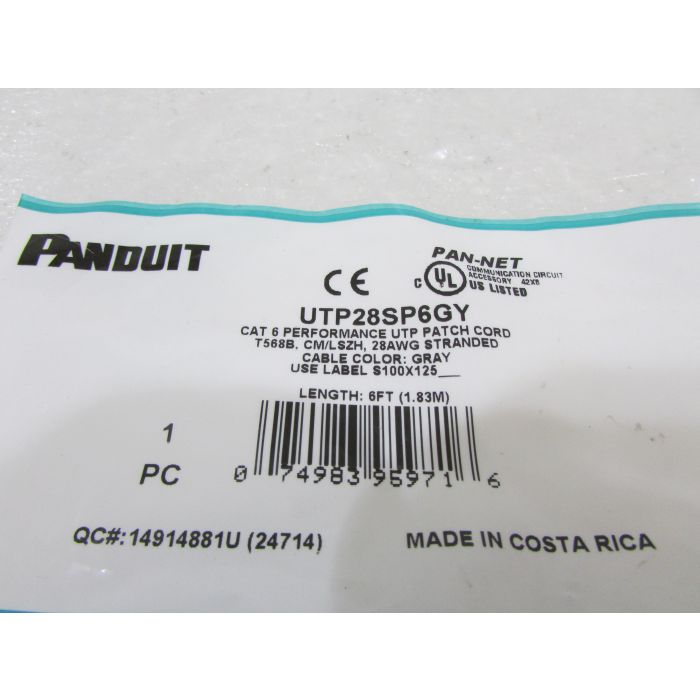 PANDUIT
CE
PAN-NET
C UL US LISTED
COMMUNICATION CIRCUIT
ACCESSORY 42X8
UTP28SP6GY
CAT 6 PERFORMANCE UTP PATCH CORD
T568B, CM/LSZH, 28AWG STRANDED
CABLE COLOR: GRAY
USE LABEL S100X125___
LENGTH: 6FT (1.83M)
1
PC
0 74983 95971 6
QC#:14914881U (24714)
MADE IN COSTA RICA